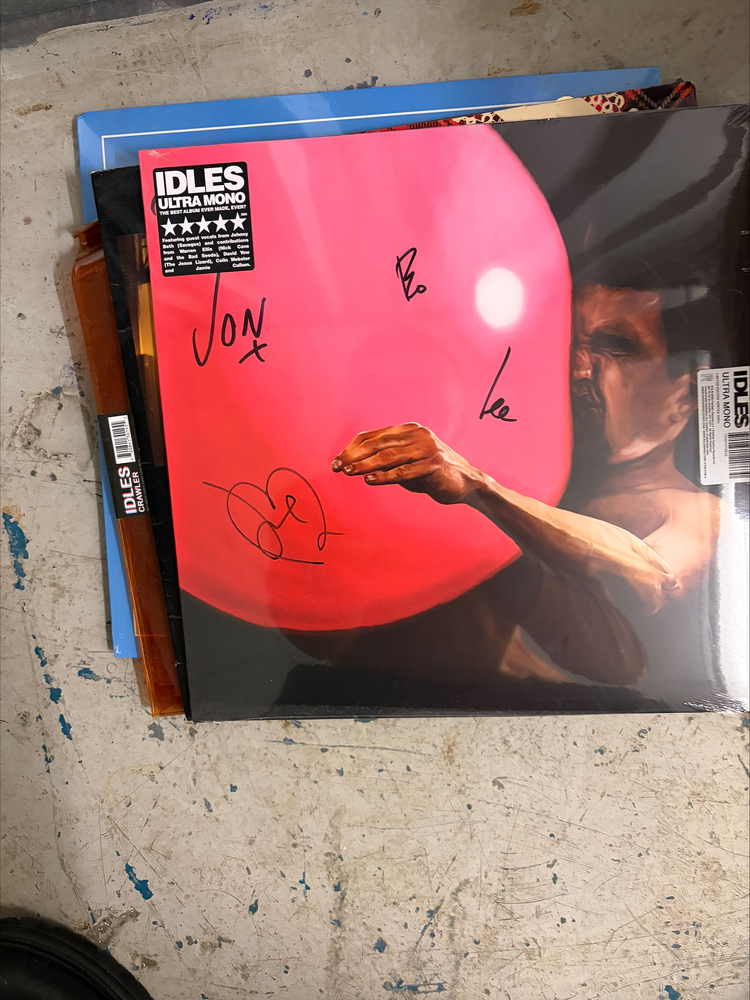 IDLES
ULTRA MONO
THE BEST ALBUM EVER MADE, EVER?
Featuring guest vocals from Johnny
Beth (Savages) and contributions
from Warren Ellis (Nick Cave
and the Bad Seeds), David Yow
(The Jesus Lizard), Colin Webster
and Jamie Cullum.
JON
x
Bo
Lee
IDLES
CRAWLER
IDLES
ULTRA MONO